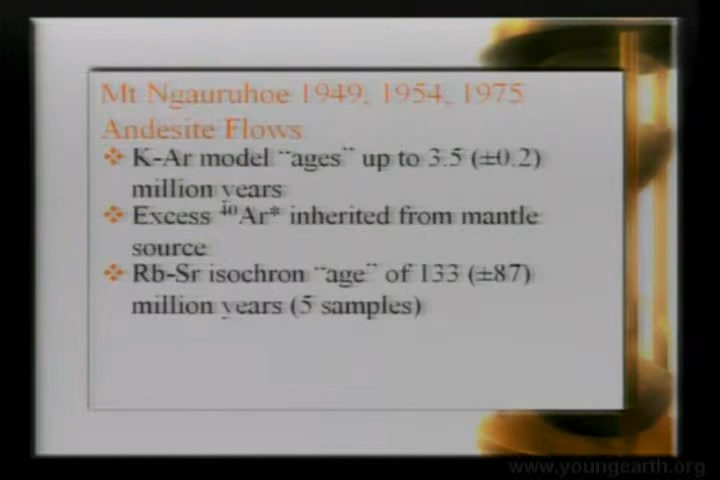 Mt Ngauruhoe 1949, 1954, 1975
Andesite Flows
❖ K-Ar model "ages" up to 3.5 (±0.2)
million years
❖ Excess ⁴⁰Ar* inherited from mantle
source
❖ Rb-Sr isochron "age" of 133 (±87)
million years (5 samples)
www.youngearth.org